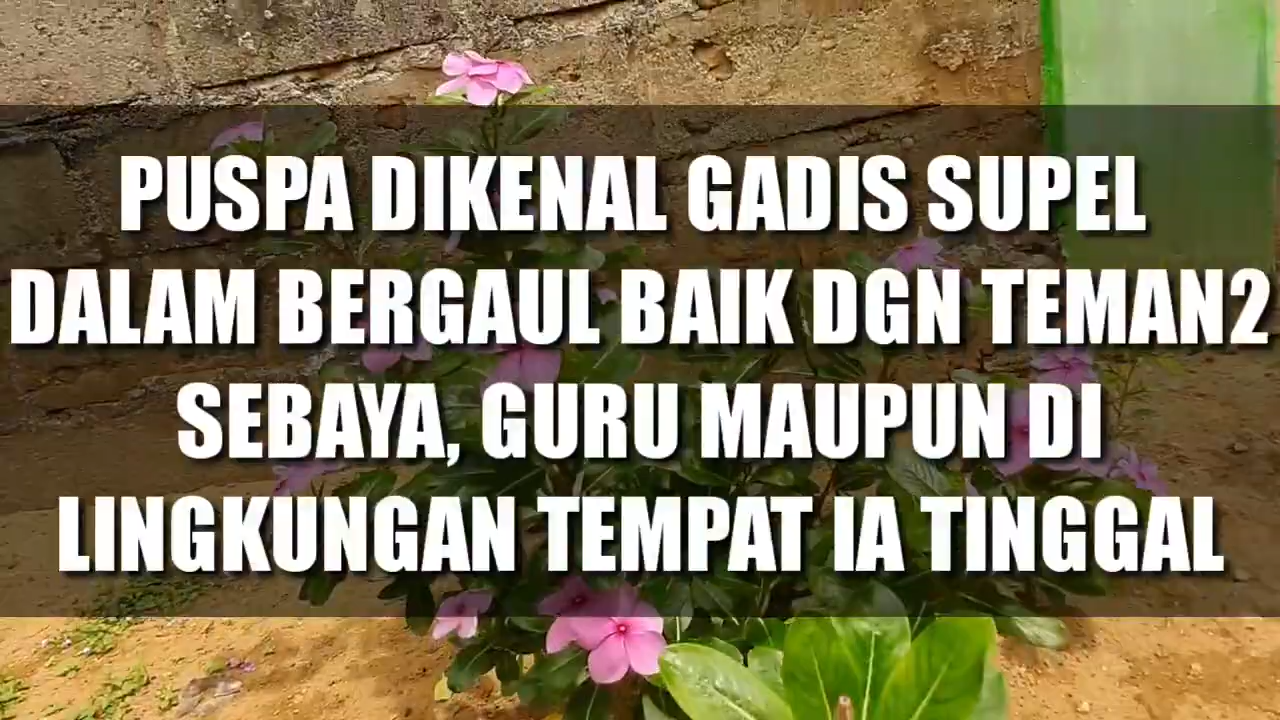 PUSPA DIKENAL GADIS SUPEL
DALAM BERGAUL BAIK DGN TEMAN2
SEBAYA, GURU MAUPUN DI
LINGKUNGAN TEMPAT IA TINGGAL